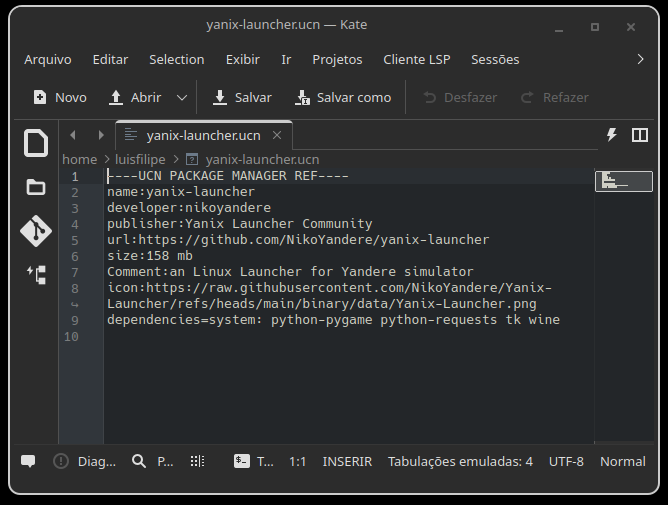 yanix-launcher.ucn — Kate
Arquivo Editar Selection Exibir Ir Projetos Cliente LSP Sessões
Novo Abrir Salvar Salvar como Desfazer Refazer
yanix-launcher.ucn
home luisfilipe yanix-launcher.ucn
1 ----UCN PACKAGE MANAGER REF----
2 name:yanix-launcher
3 developer:nikoyandere
4 publisher:Yanix Launcher Community
5 url:https://github.com/NikoYandere/yanix-launcher
6 size:158 mb
7 Comment:an Linux Launcher for Yandere simulator
8 icon:https://raw.githubusercontent.com/NikoYandere/Yanix-
Launcher/refs/heads/main/binary/data/Yanix-Launcher.png
9 dependencies=system: python-pygame python-requests tk wine
10
Diag... P... T... 1:1 INSERIR Tabulações emuladas: 4 UTF-8 Normal